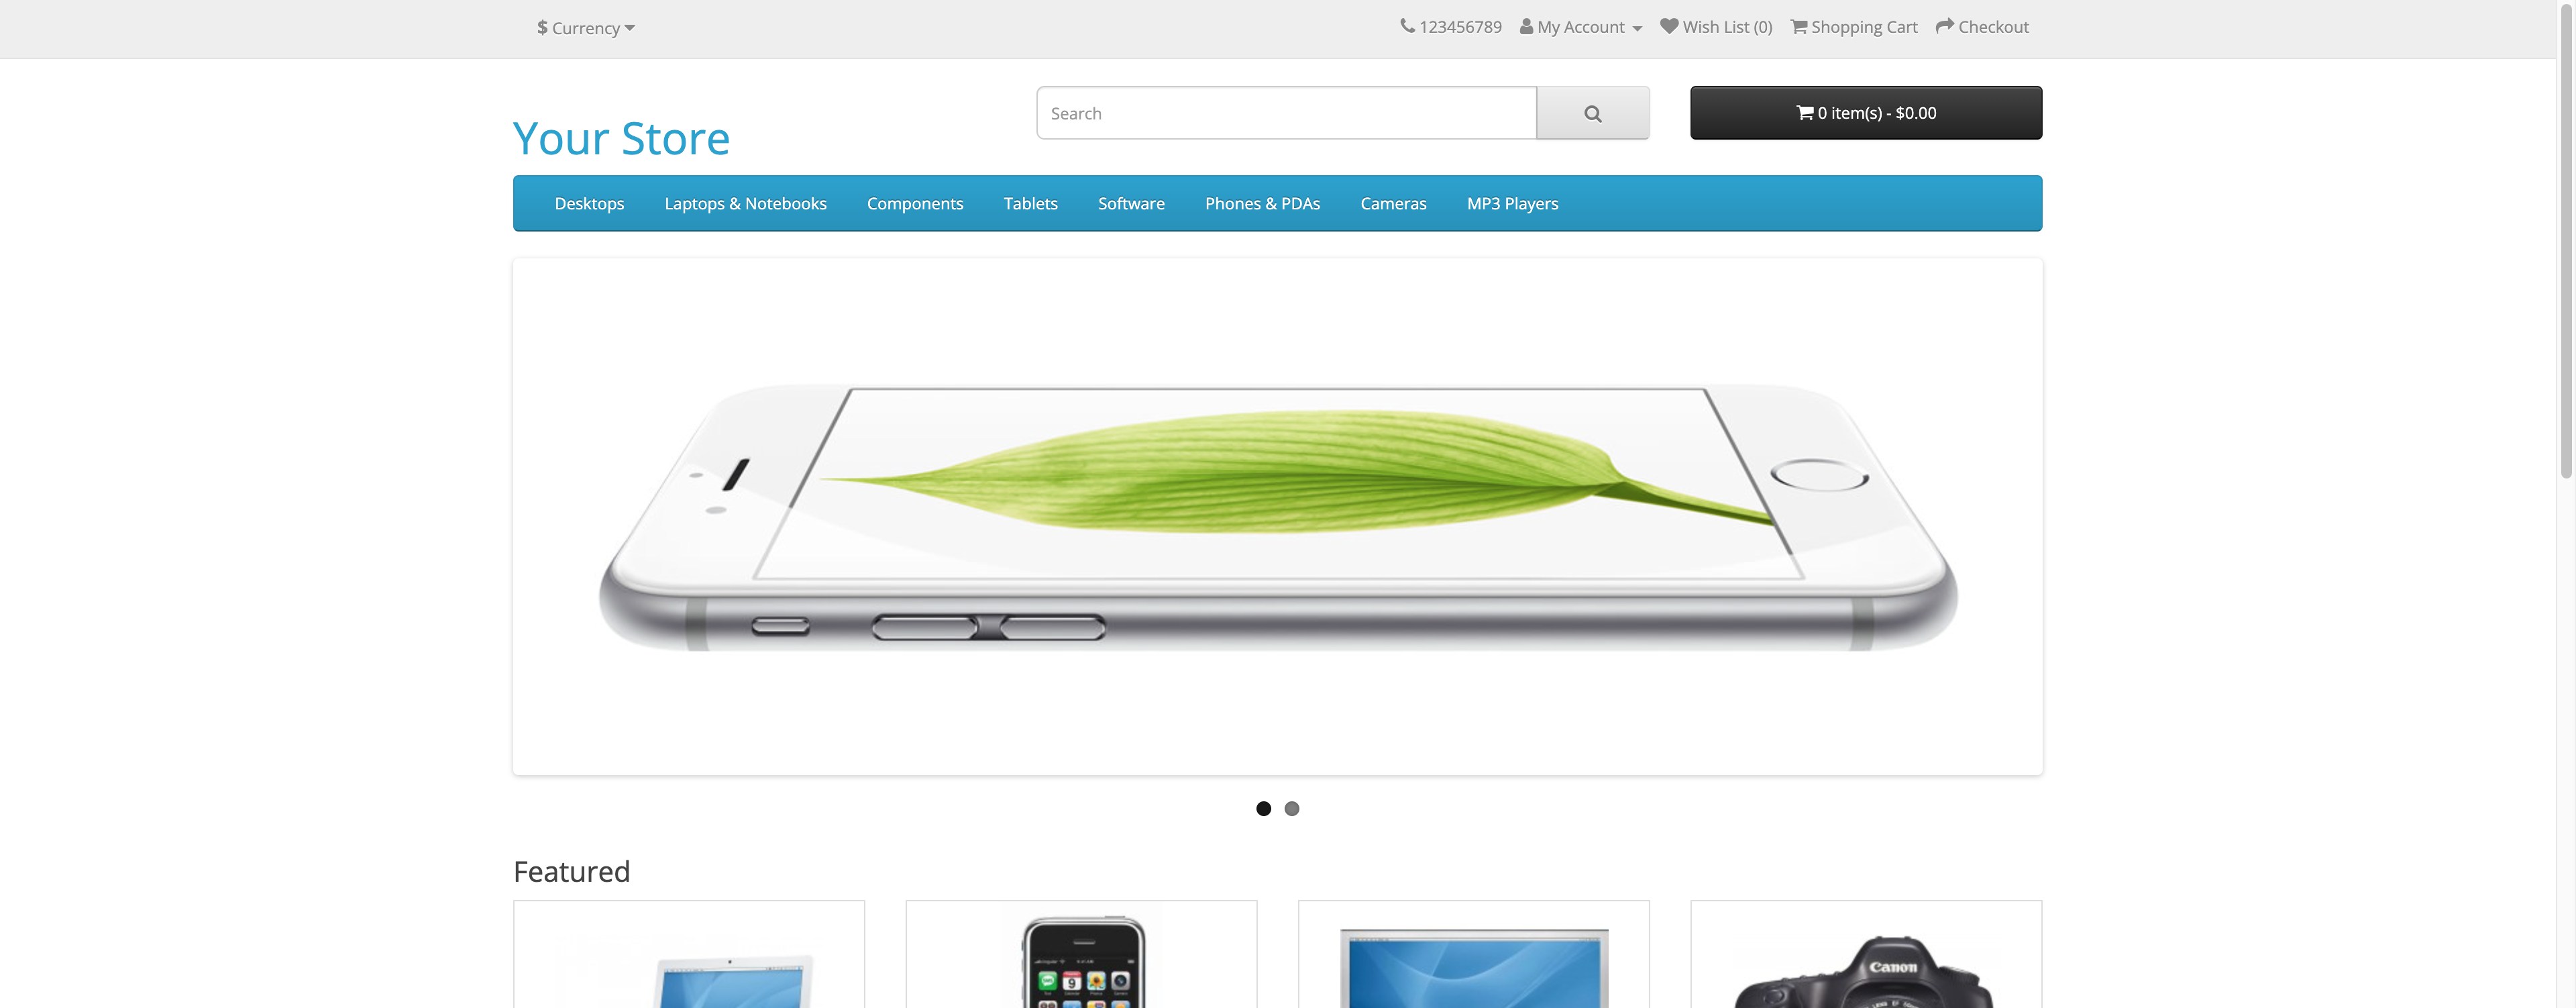 $ Currency
123456789 My Account Wish List (0) Shopping Cart Checkout
Your Store
Search
0 item(s) - $0.00
Desktops Laptops & Notebooks Components Tablets Software Phones & PDAs Cameras MP3 Players
Featured
9
Canon